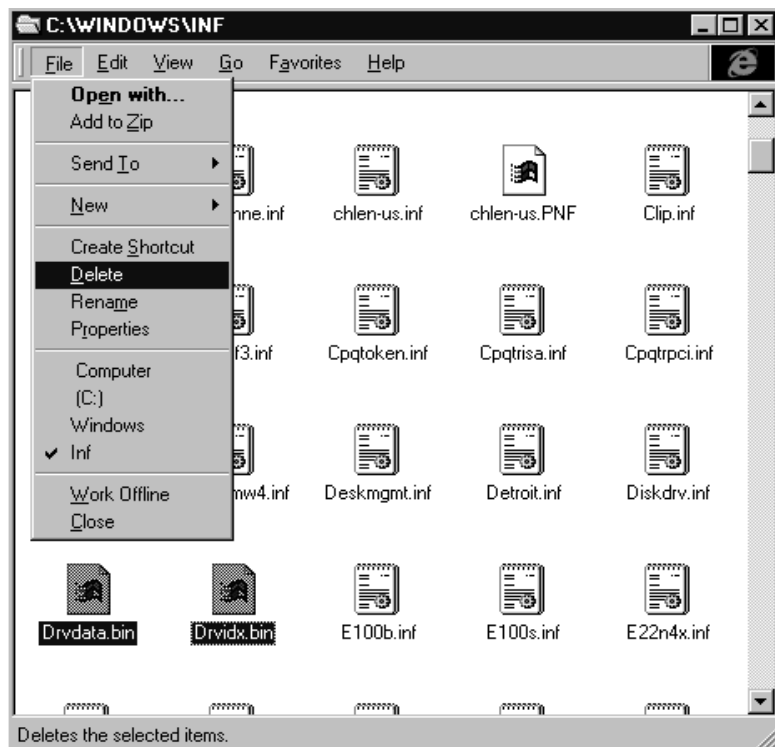 C:\WINDOWS\INF
File Edit View Go Favorites Help
Open with...
Add to Zip
Send To
New
Create Shortcut
Delete
Rename
Properties
Computer
(C:)
Windows
Inf
Work Offline
Close
nne.inf chlen-us.inf chlen-us.PNF Clip.inf
f3.inf Cpqtoken.inf Cpqtrisa.inf Cpqtrpci.inf
mw4.inf Deskmgmt.inf Detroit.inf Diskdrv.inf
Drvdata.bin Drvidx.bin E100b.inf E100s.inf E22n4x.inf
Deletes the selected items.